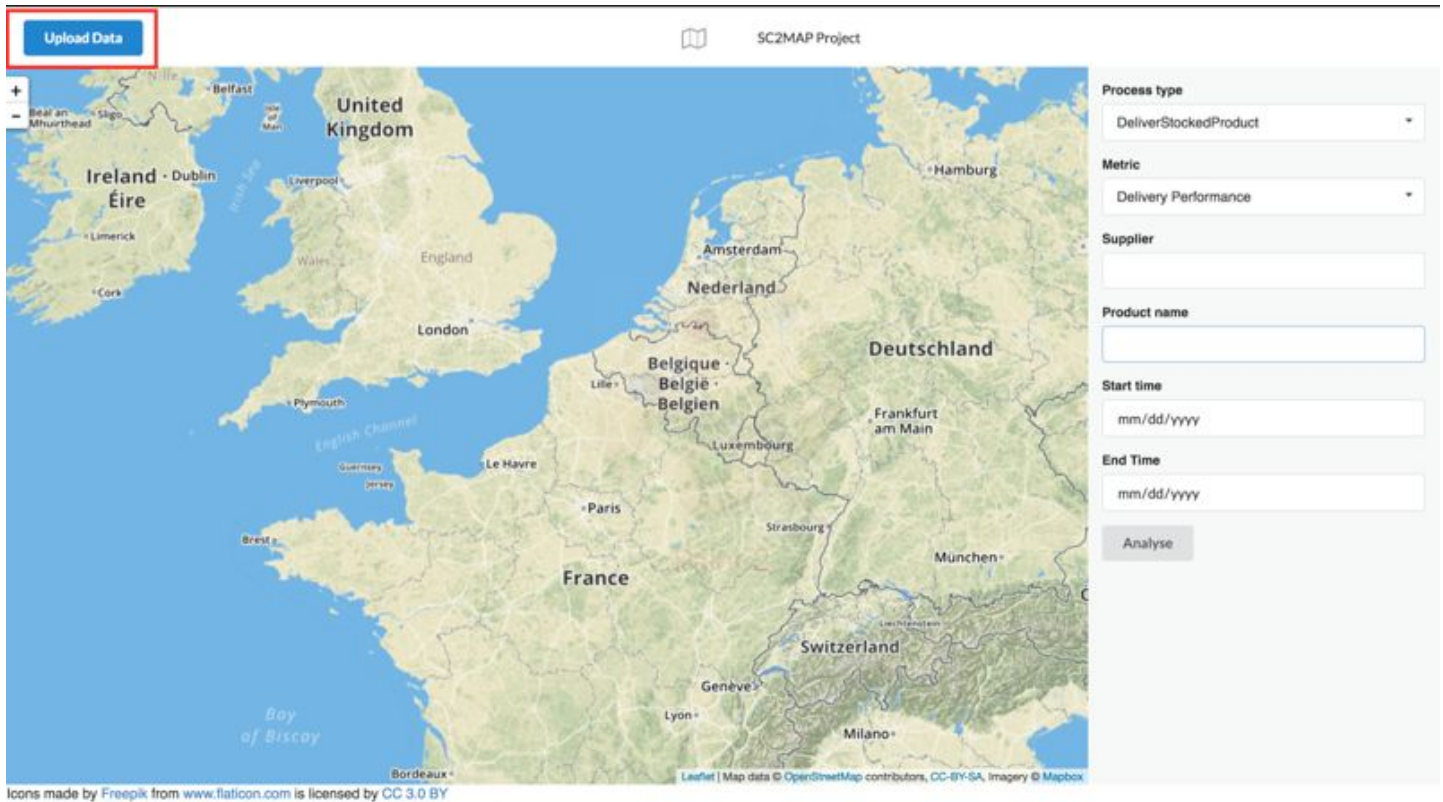 Upload Data
SC2MAP Project
+
-
Belfast
Isle
of
Man
Beal an
Mhuirthead
Sligo
United
Kingdom
Ireland
Éire
Dublin
Liverpool
Limerick
Wales
England
Cork
London
Plymouth
English Channel
Guernsey
Jersey
Le Havre
Brest
Paris
France
Bay
of Biscay
Bordeaux
Lyon
Genève
Milano
Switzerland
Liechtenstein
München
Strasbourg
Luxembourg
Frankfurt
am Main
Deutschland
Lille
Belgique ·
België ·
Belgien
Nederland
Amsterdam
Hamburg
Process type
DeliverStockedProduct
Metric
Delivery Performance
Supplier
Product name
Start time
mm/dd/yyyy
End Time
mm/dd/yyyy
Analyse
Leaflet | Map data © OpenStreetMap contributors, CC-BY-SA, Imagery © Mapbox
Icons made by Freepik from www.flaticon.com is licensed by CC 3.0 BY